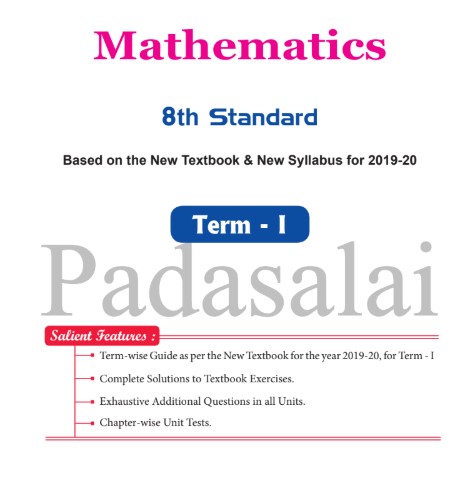 Mathematics
8th Standard
Based on the New Textbook & New Syllabus for 2019-20
Term - I
Padasalai
Salient Features :
Term-wise Guide as per the New Textbook for the year 2019-20, for Term - I
Complete Solutions to Textbook Exercises.
Exhaustive Additional Questions in all Units.
Chapter-wise Unit Tests.